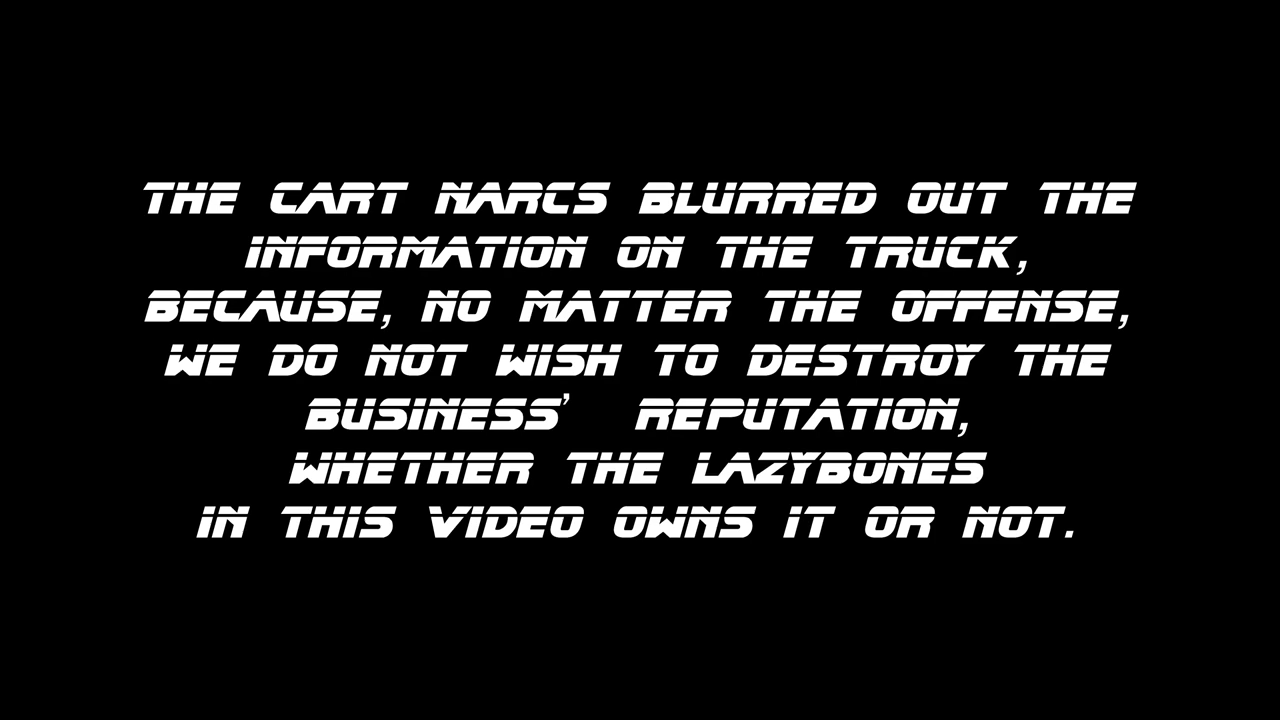 THE CART NARCS BLURRED OUT THE
INFORMATION ON THE TRUCK,
BECAUSE, NO MATTER THE OFFENSE,
WE DO NOT WISH TO DESTROY THE
BUSINESS' REPUTATION,
WHETHER THE LAZYBONES
IN THIS VIDEO OWNS IT OR NOT.